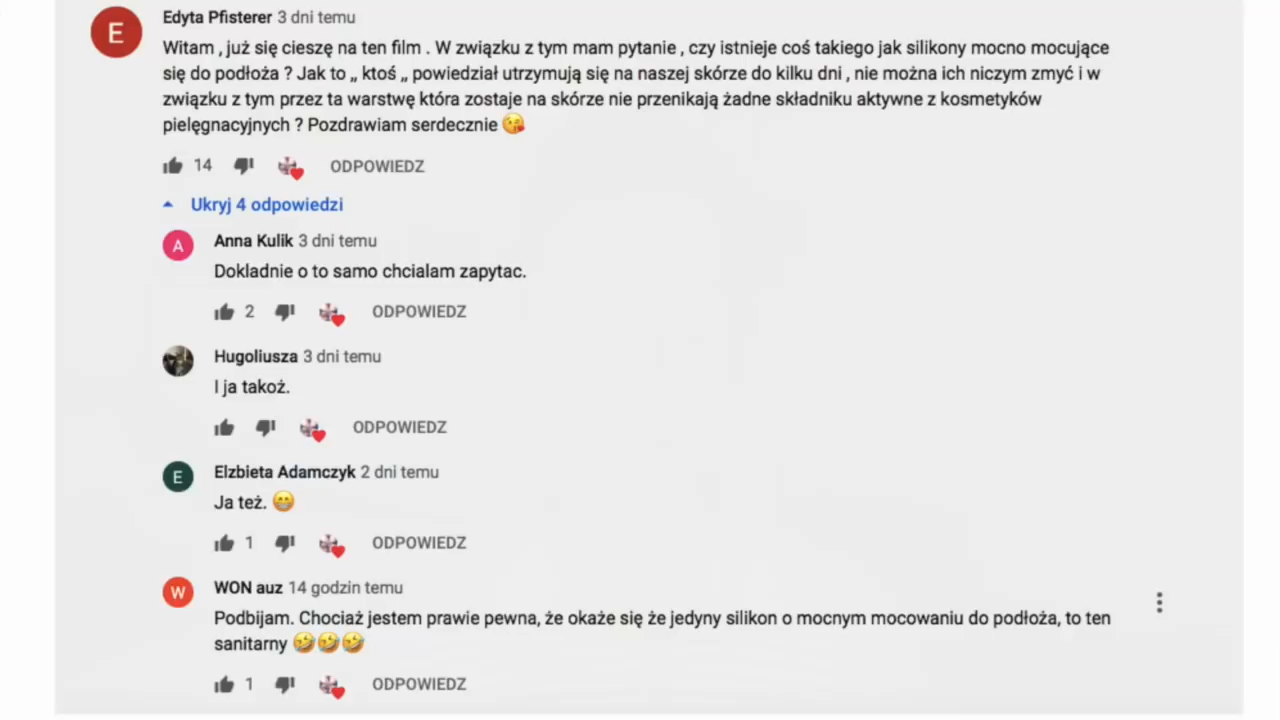 E
Edyta Pfisterer 3 dni temu
Witam , już się cieszę na ten film . W związku z tym mam pytanie , czy istnieje coś takiego jak silikony mocno mocujące
się do podłoża ? Jak to „ ktoś „ powiedział utrzymują się na naszej skórze do kilku dni , nie można ich niczym zmyć i w
związku z tym przez ta warstwę która zostaje na skórze nie przenikają żadne składniku aktywne z kosmetyków
pielęgnacyjnych ? Pozdrawiam serdecznie 😘
14 ODPOWIEDZ
Ukryj 4 odpowiedzi
A
Anna Kulik 3 dni temu
Dokladnie o to samo chcialam zapytac.
2 ODPOWIEDZ
Hugoliusza 3 dni temu
I ja takoż.
ODPOWIEDZ
E
Elzbieta Adamczyk 2 dni temu
Ja też. 😁
1 ODPOWIEDZ
W
WON auz 14 godzin temu
Podbijam. Chociaż jestem prawie pewna, że okaże się że jedyny silikon o mocnym mocowaniu do podłoża, to ten
sanitarny 🤣🤣🤣
1 ODPOWIEDZ